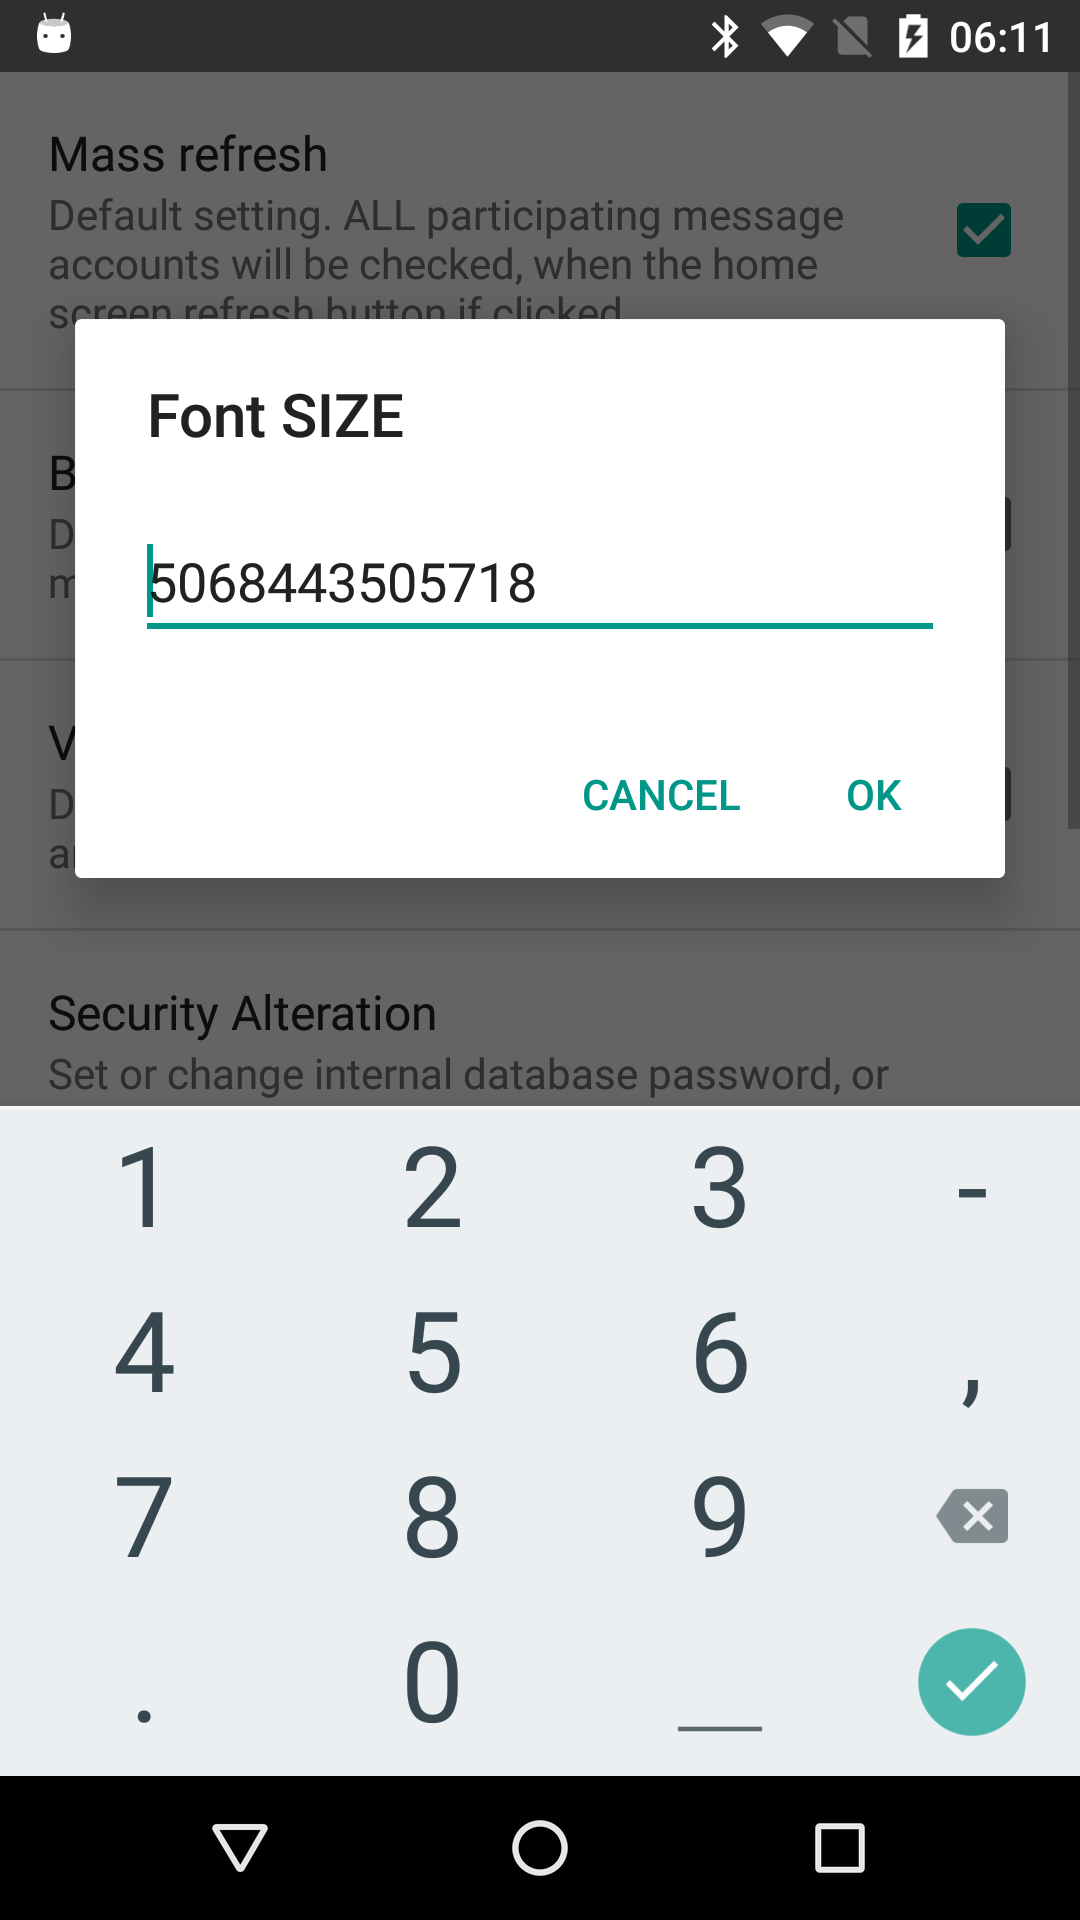 06:11
Mass refresh
Default setting. ALL participating message
accounts will be checked, when the home
screen refresh button if clicked
Font SIZE
B
D
m
5068443505718
V
D
CANCEL OK
a
Security Alteration
Set or change internal database password, or
1 2 3 -
4 5 6 ,
7 8 9
. 0 _